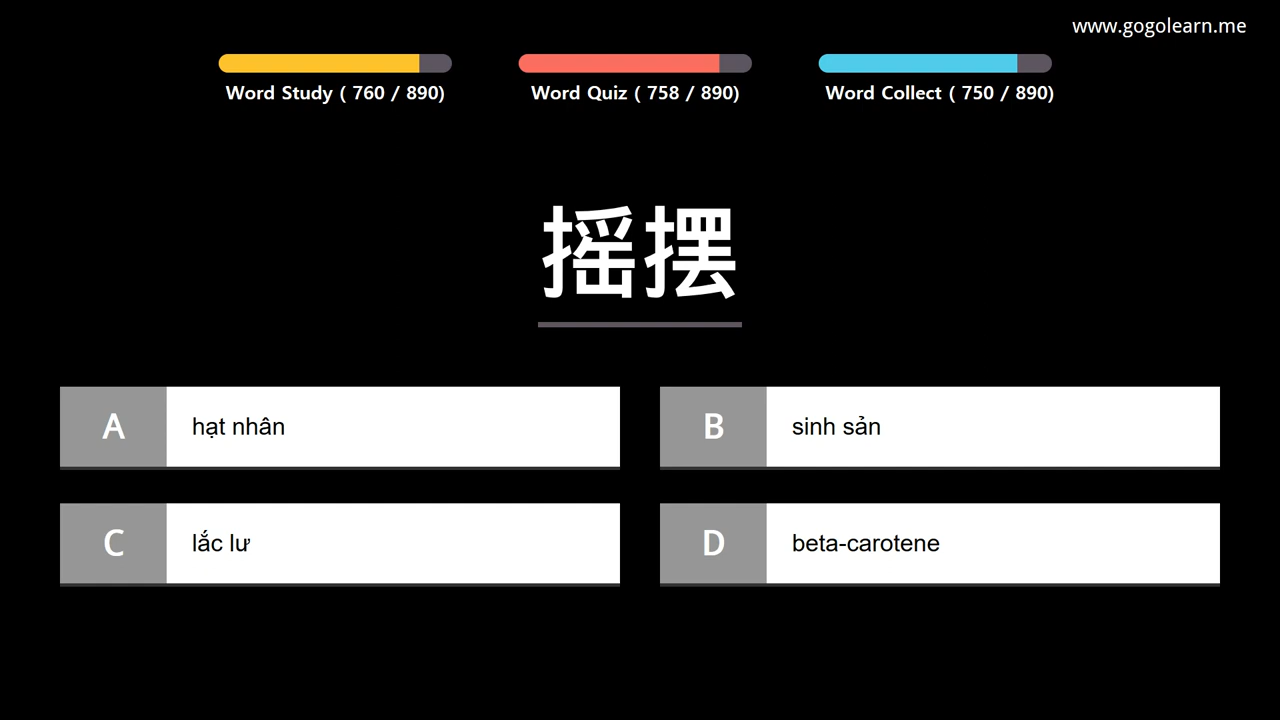 www.gogolearn.me
Word Study ( 760 / 890)
Word Quiz ( 758 / 890)
Word Collect ( 750 / 890)
摇摆
A hạt nhân
B sinh sản
C lắc lư
D beta-carotene